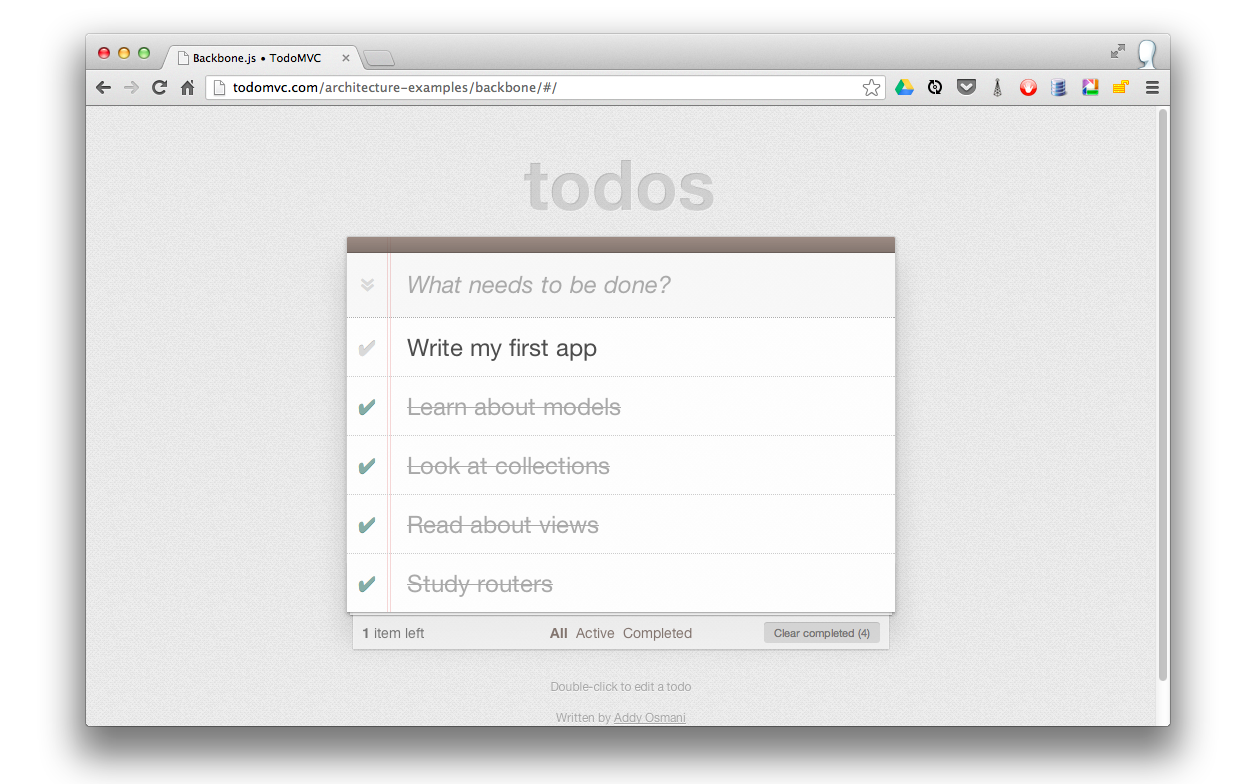 Backbone.js • TodoMVC
todomvc.com/architecture-examples/backbone/#/
todos
What needs to be done?
Write my first app
Learn about models
Look at collections
Read about views
Study routers
1 item left All Active Completed Clear completed (4)
Double-click to edit a todo
Written by Addy Osmani